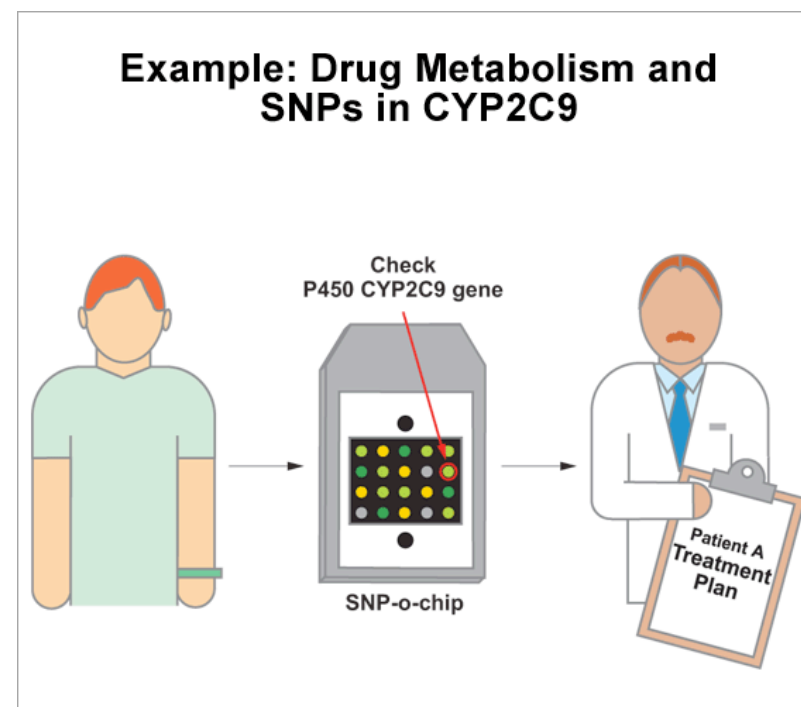 Example: Drug Metabolism and
SNPs in CYP2C9
Check
P450 CYP2C9 gene
SNP-o-chip
Patient A
Treatment
Plan